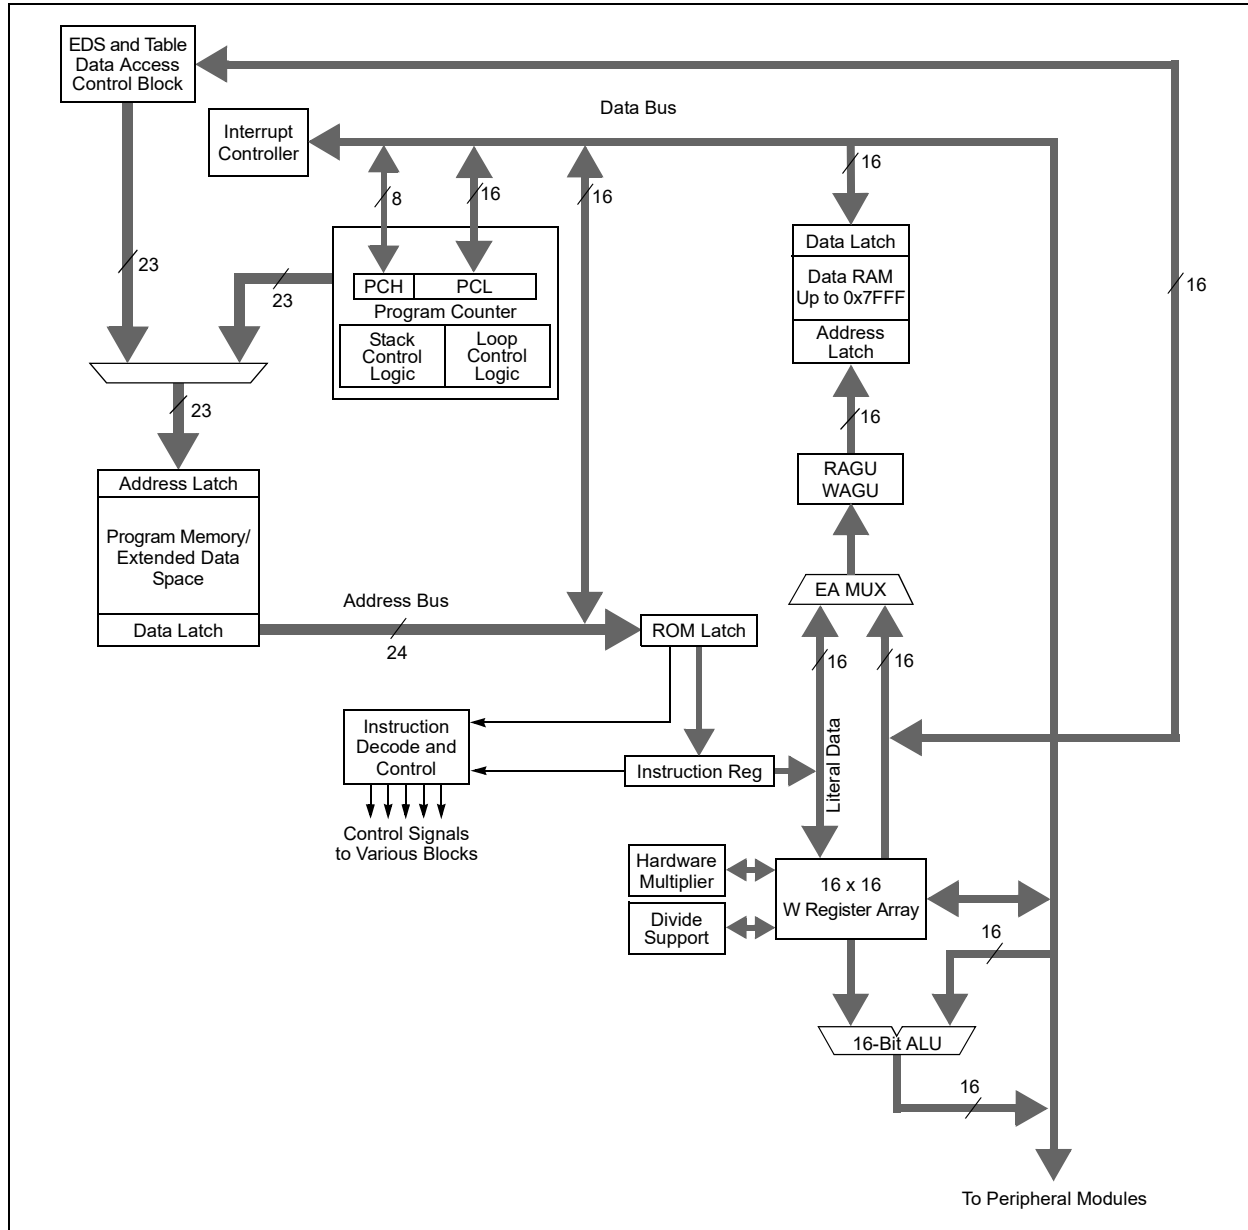 EDS and Table
Data Access
Control Block
Data Bus
Interrupt
Controller
16
8
16
16
16
Data Latch
Data RAM
Up to 0x7FFF
Address
Latch
23
23
PCH
PCL
Program Counter
Stack
Control
Logic
Loop
Control
Logic
23
16
RAGU
WAGU
Address Latch
Program Memory/
Extended Data
Space
Data Latch
Address Bus
24
ROM Latch
EA MUX
16
16
Literal Data
Instruction
Decode and
Control
Instruction Reg
Control Signals
to Various Blocks
Hardware
Multiplier
Divide
Support
16 x 16
W Register Array
16
16-Bit ALU
16
To Peripheral Modules